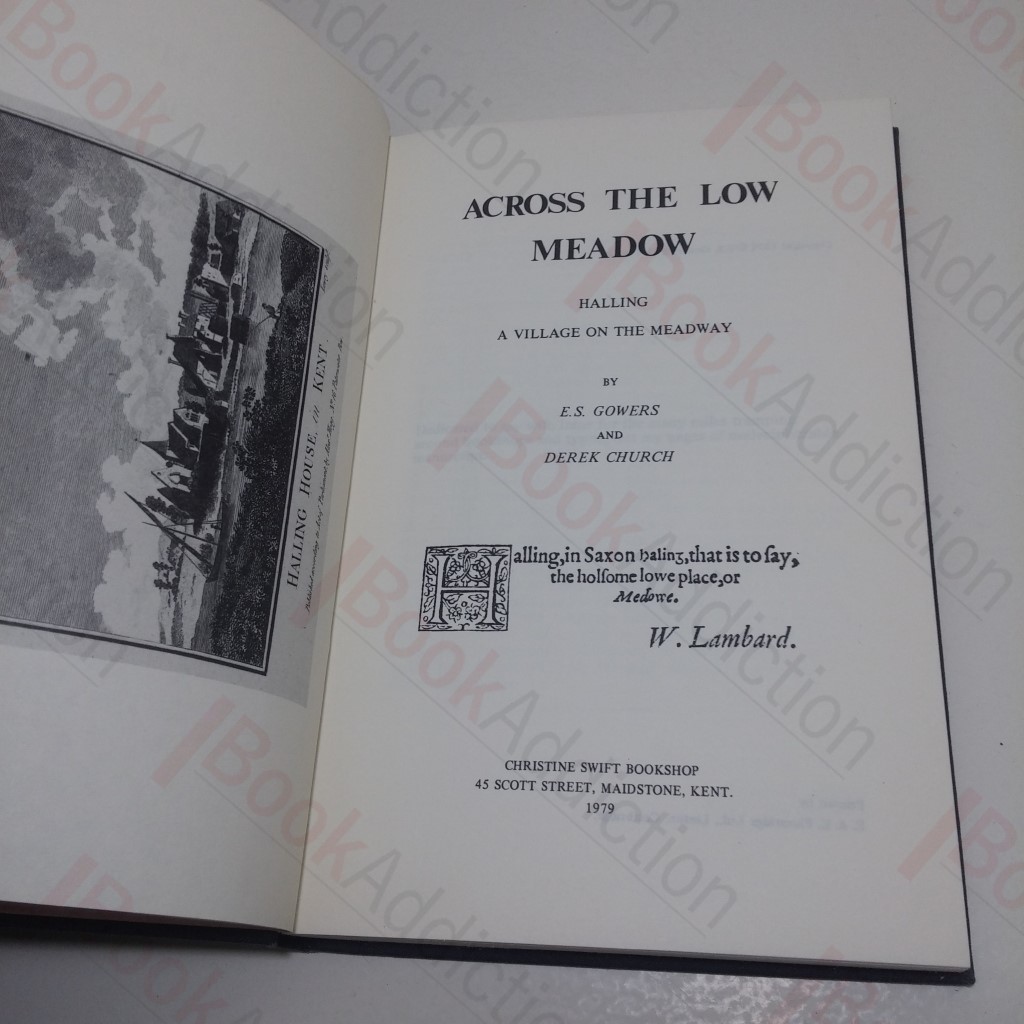 HALLING HOUSE, IN KENT.
ACROSS THE LOW
MEADOW
HALLING
A VILLAGE ON THE MEADWAY
BY
E.S. GOWERS
AND
DEREK CHURCH
Halling, in Saxon haling, that is to ſay,
the holſome lowe place, or
Medowe.
W. Lambard.
CHRISTINE SWIFT BOOKSHOP
45 SCOTT STREET, MAIDSTONE, KENT.
1979
BookAddiction